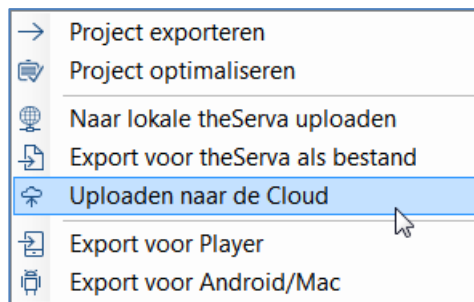 Project exporteren
Project optimaliseren
Naar lokale theServa uploaden
Export voor theServa als bestand
Uploaden naar de Cloud
Export voor Player
Export voor Android/Mac